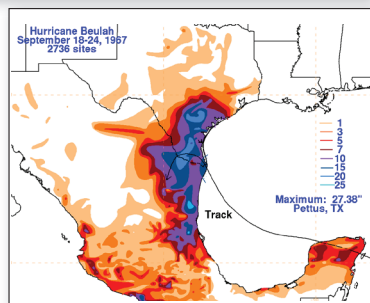 Hurricane Beulah
September 18-24, 1967
2736 sites
1
3
5
7
10
15
20
25
Maximum: 27.38"
Pettus, TX
Track